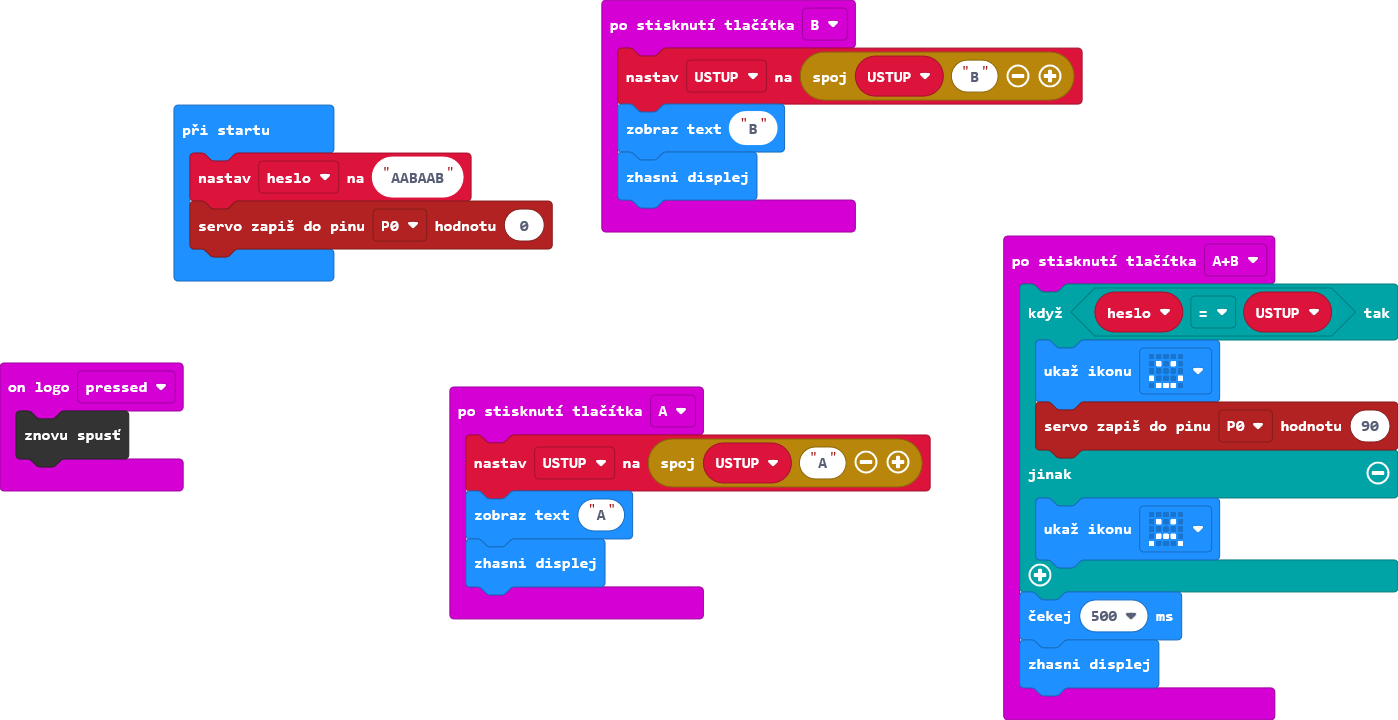 po stisknutí tlačítka B
nastav USTUP na spoj USTUP "B"
zobraz text "B"
zhasni displej
při startu
nastav heslo na "AABAAB"
servo zapiš do pinu P0 hodnotu 0
po stisknutí tlačítka A+B
když heslo = USTUP tak
ukaž ikonu
servo zapiš do pinu P0 hodnotu 90
jinak
ukaž ikonu
čekej 500 ms
zhasni displej
on logo pressed
znovu spusť
po stisknutí tlačítka A
nastav USTUP na spoj USTUP "A"
zobraz text "A"
zhasni displej